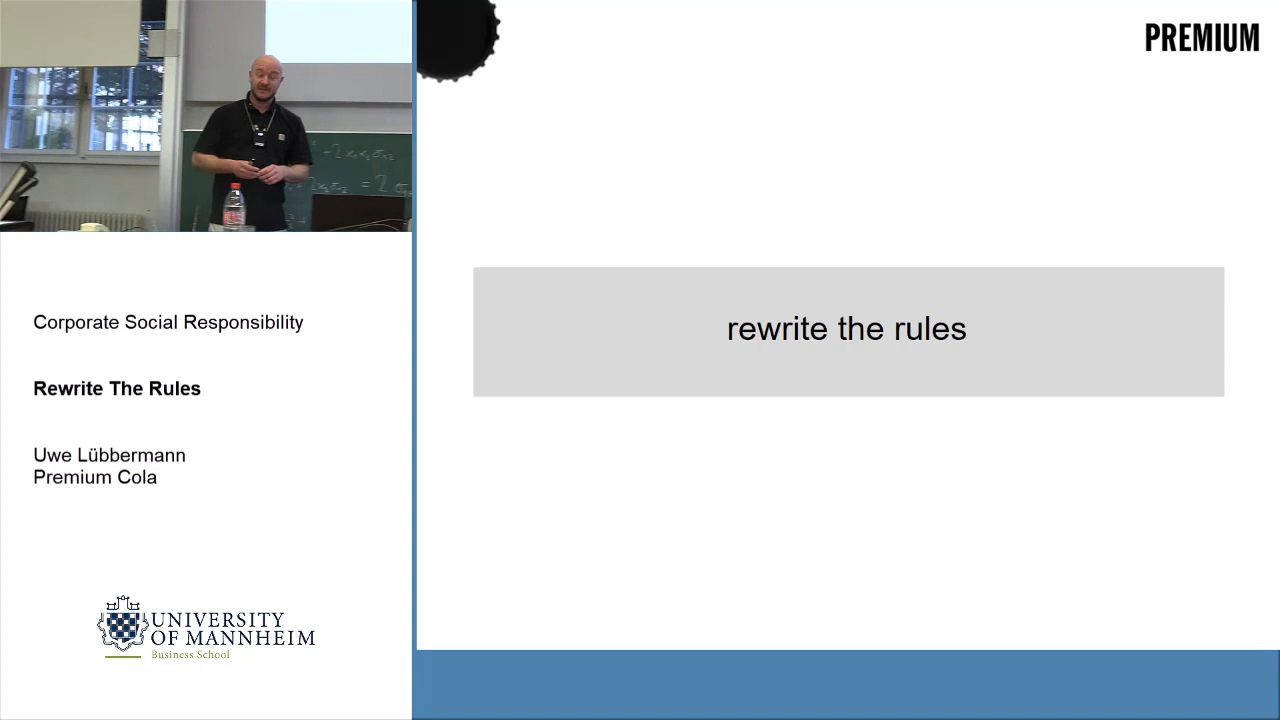 PREMIUM
rewrite the rules
Corporate Social Responsibility
Rewrite The Rules
Uwe Lübbermann
Premium Cola
UNIVERSITY
OF MANNHEIM
Business School